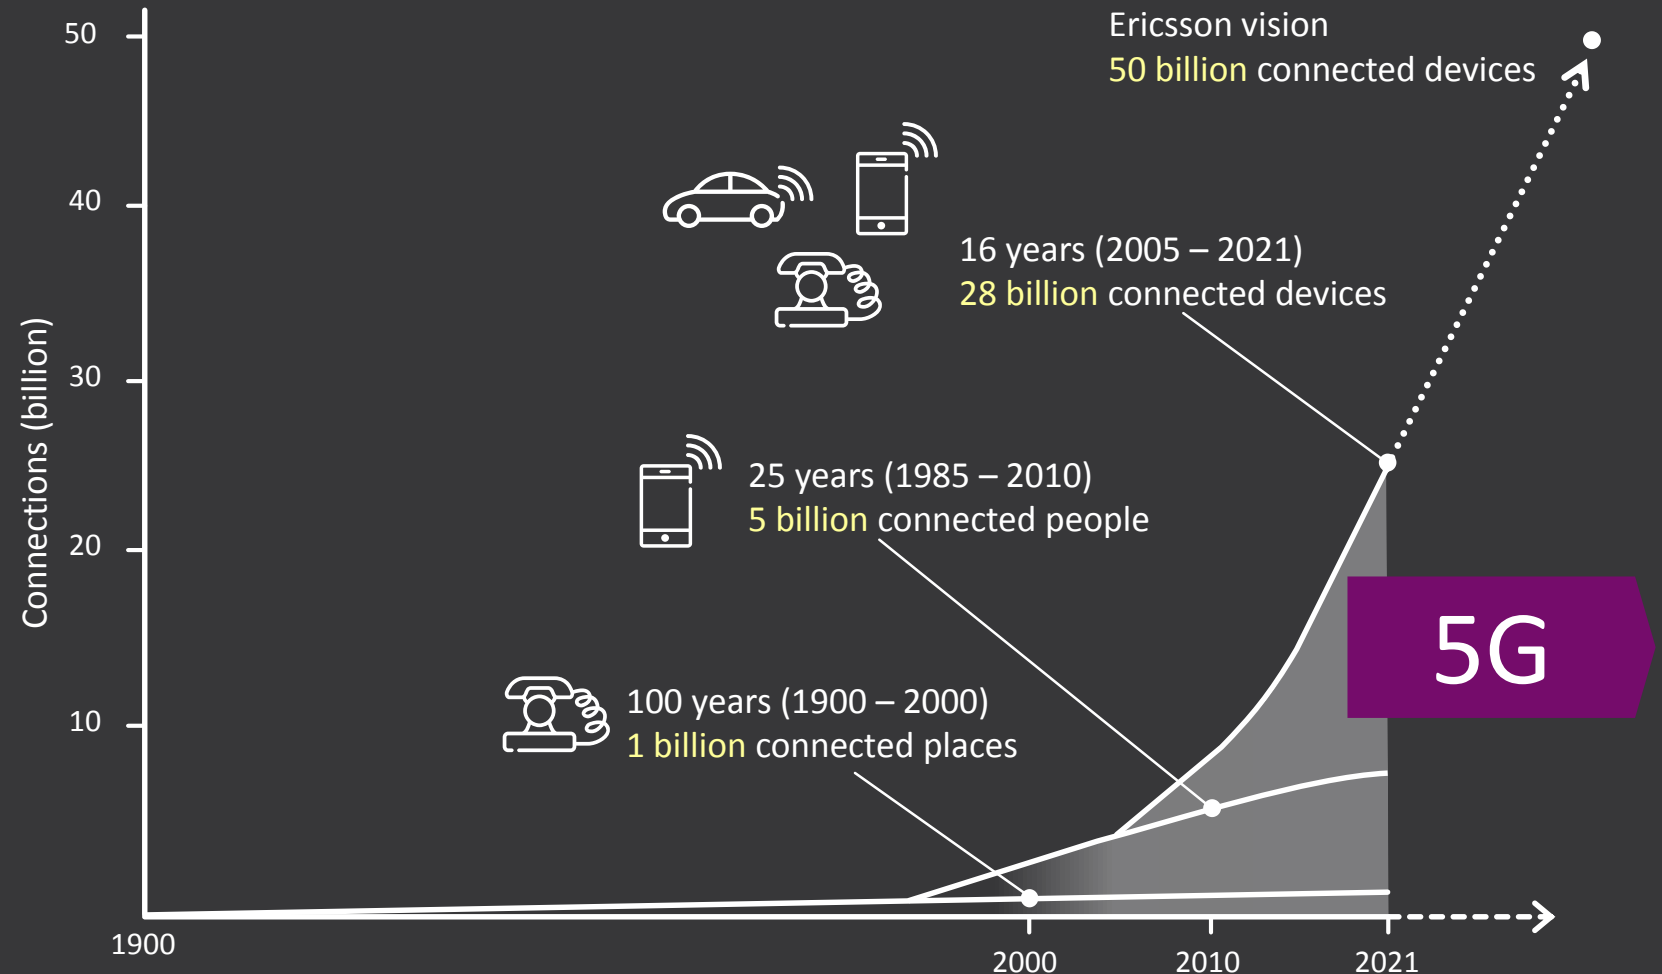 Ericsson vision
50 billion connected devices
50
40
30
20
10
Connections (billion)
16 years (2005 – 2021)
28 billion connected devices
25 years (1985 – 2010)
5 billion connected people
5G
100 years (1900 – 2000)
1 billion connected places
1900
2000
2010
2021